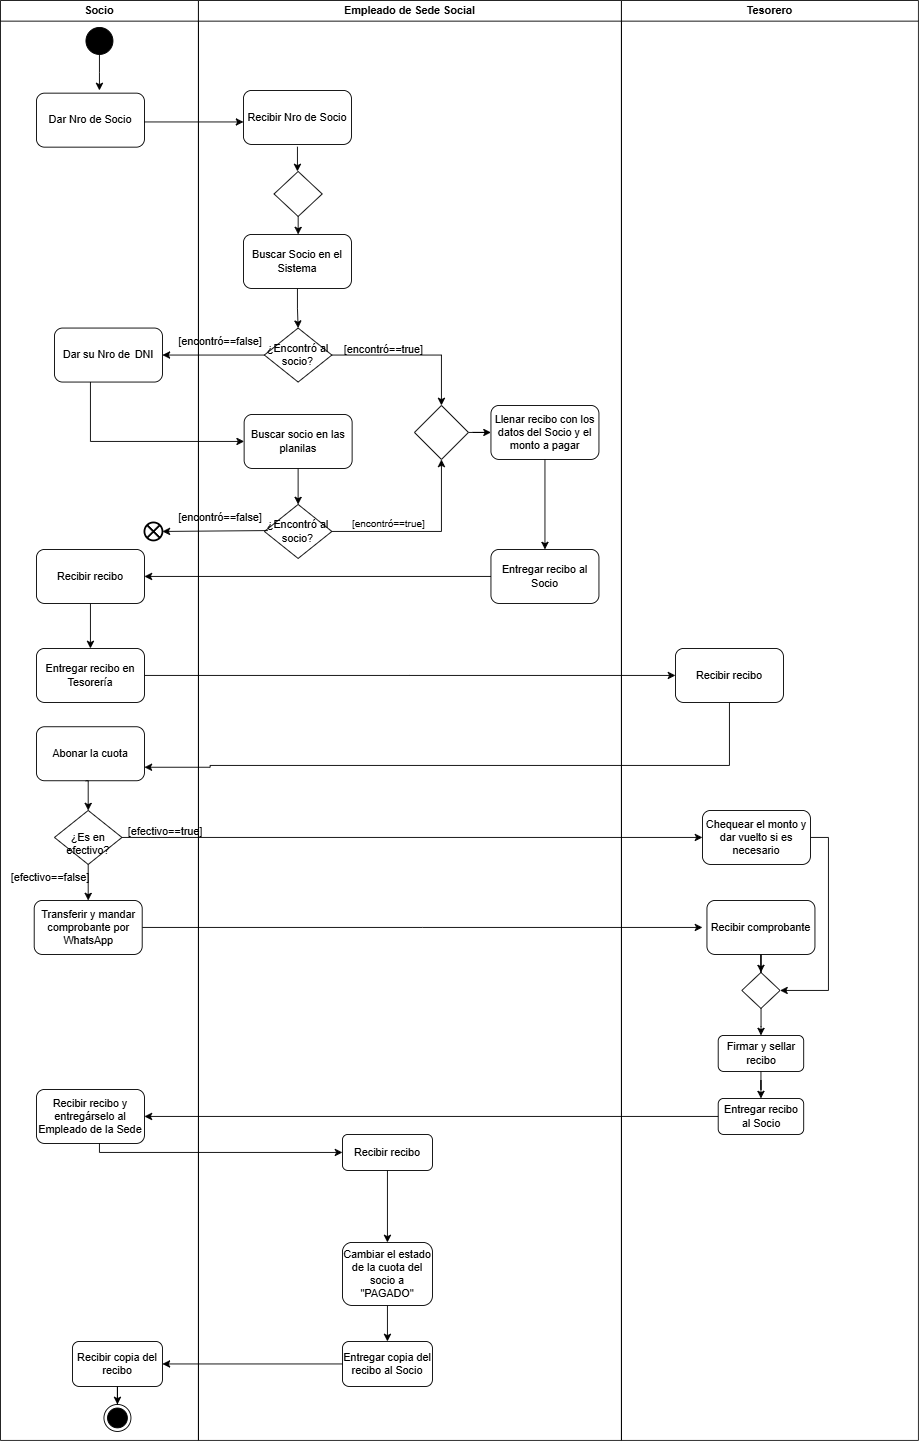 Socio
Empleado de Sede Social
Tesorero
Dar Nro de Socio
Recibir Nro de Socio
Buscar Socio en el
Sistema
[encontró==false]
¿Encontró al
socio?
[encontró==true]
Dar su Nro de DNI
Buscar socio en las
planilas
Llenar recibo con los
datos del Socio y el
monto a pagar
[encontró==false]
¿Encontró al
socio?
[encontró==true]
Recibir recibo
Entregar recibo al
Socio
Entregar recibo en
Tesorería
Recibir recibo
Abonar la cuota
¿Es en
efectivo?
[efectivo==true]
Chequear el monto y
dar vuelto si es
necesario
[efectivo==false]
Transferir y mandar
comprobante por
WhatsApp
Recibir comprobante
Firmar y sellar
recibo
Entregar recibo
al Socio
Recibir recibo y
entregárselo al
Empleado de la Sede
Recibir recibo
Cambiar el estado
de la cuota del
socio a
"PAGADO"
Entregar copia del
recibo al Socio
Recibir copia del
recibo